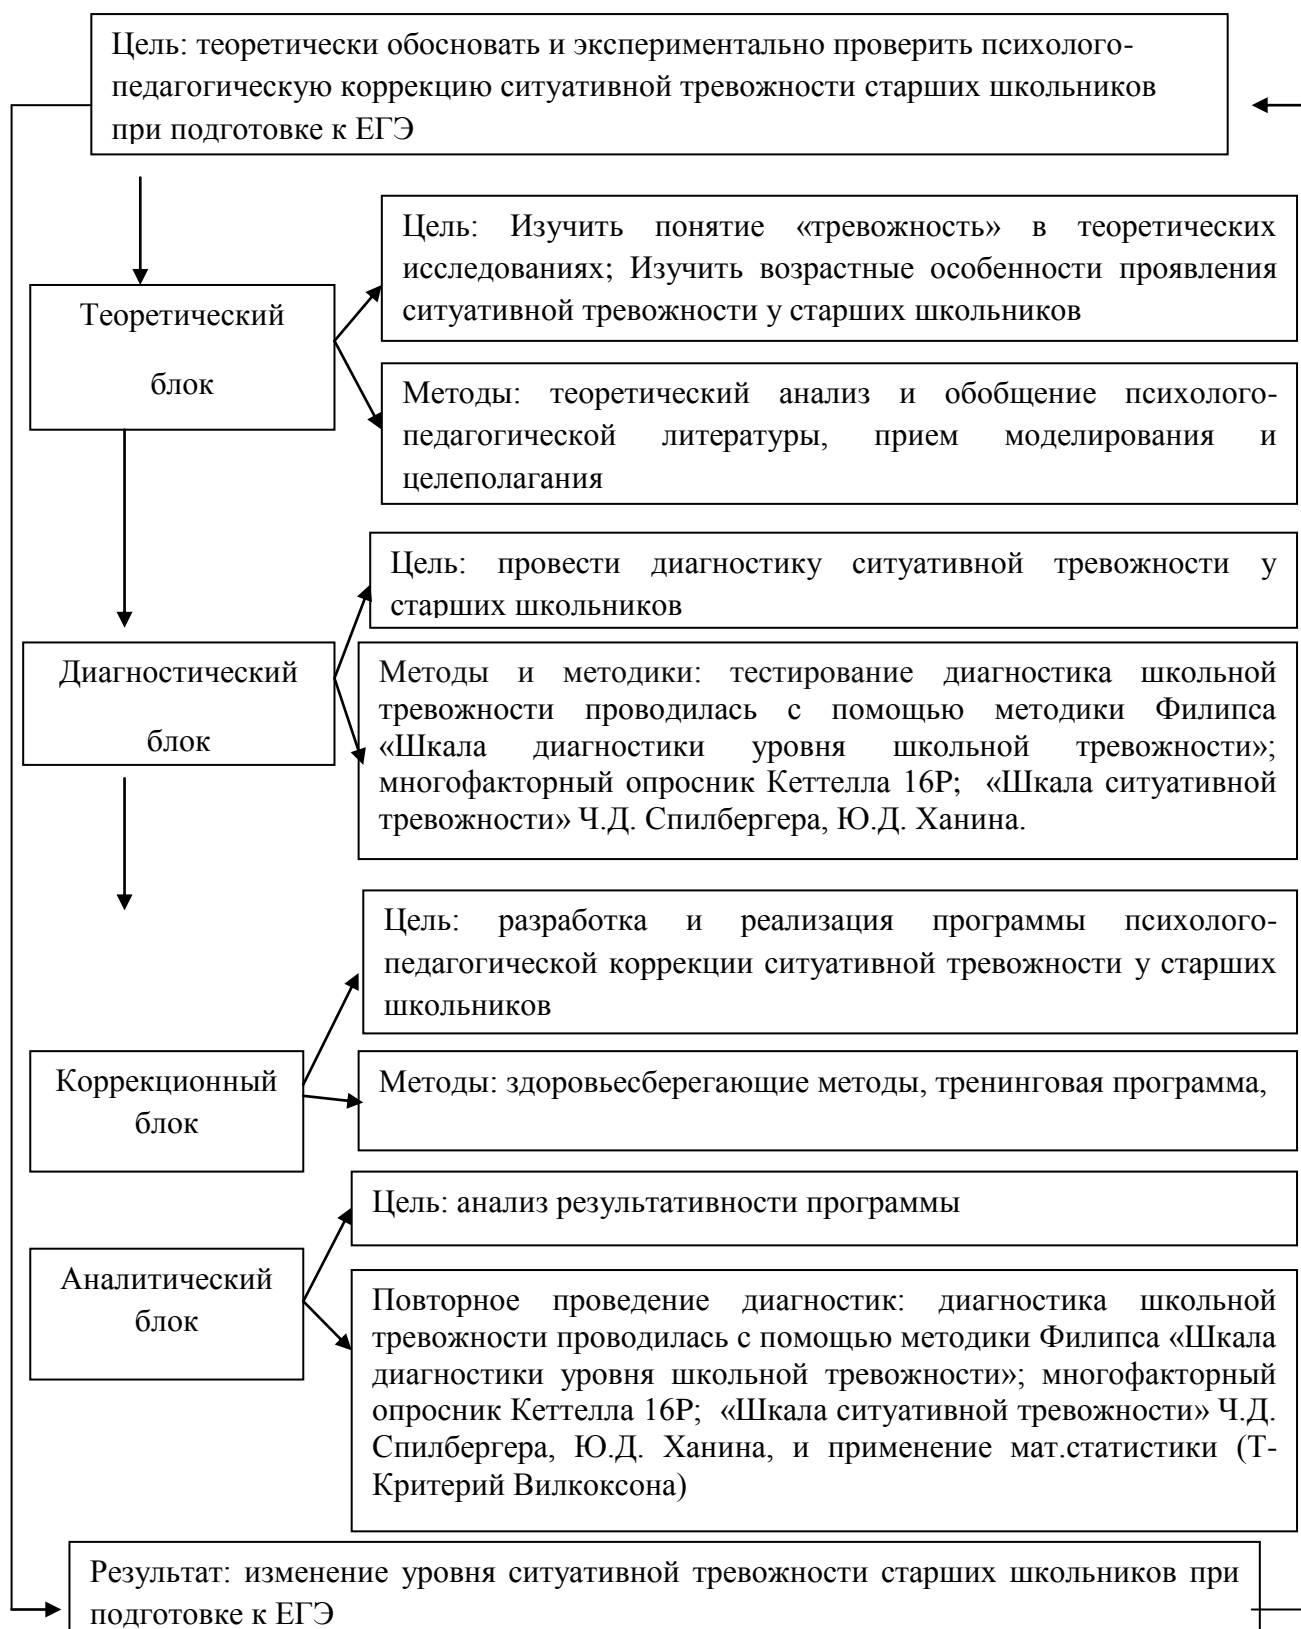 Цель: теоретически обосновать и экспериментально проверить психолого-
педагогическую коррекцию ситуативной тревожности старших школьников
при подготовке к ЕГЭ
Теоретический
блок
Цель: Изучить понятие «тревожность» в теоретических
исследованиях; Изучить возрастные особенности проявления
ситуативной тревожности у старших школьников
Методы: теоретический анализ и обобщение психолого-
педагогической литературы, прием моделирования и
целеполагания
Диагностический
блок
Цель: провести диагностику ситуативной тревожности у
старших школьников
Методы и методики: тестирование диагностика школьной
тревожности проводилась с помощью методики Филипса
«Шкала диагностики уровня школьной тревожности»;
многофакторный опросник Кеттелла 16Р; «Шкала ситуативной
тревожности» Ч.Д. Спилбергера, Ю.Д. Ханина.
Коррекционный
блок
Цель: разработка и реализация программы психолого-
педагогической коррекции ситуативной тревожности у старших
школьников
Методы: здоровьесберегающие методы, тренинговая программа,
Аналитический
блок
Цель: анализ результативности программы
Повторное проведение диагностик: диагностика школьной
тревожности проводилась с помощью методики Филипса «Шкала
диагностики уровня школьной тревожности»; многофакторный
опросник Кеттелла 16Р; «Шкала ситуативной тревожности» Ч.Д.
Спилбергера, Ю.Д. Ханина, и применение мат.статистики (Т-
Критерий Вилкоксона)
Результат: изменение уровня ситуативной тревожности старших школьников при
подготовке к ЕГЭ